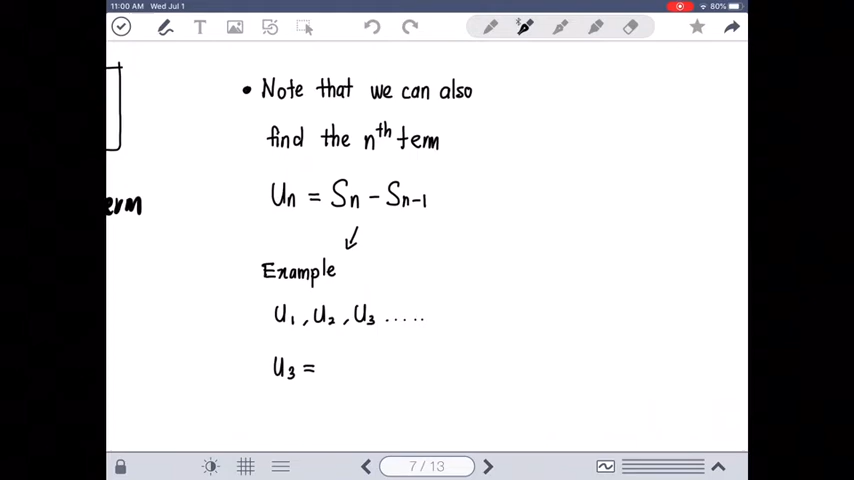 11:00 AM Wed Jul 1
80%
T
• Note that we can also
find the nth term
Un = Sn - Sn-1
erm
Example
U1, U2, U3 .....
U3 =
7 / 13